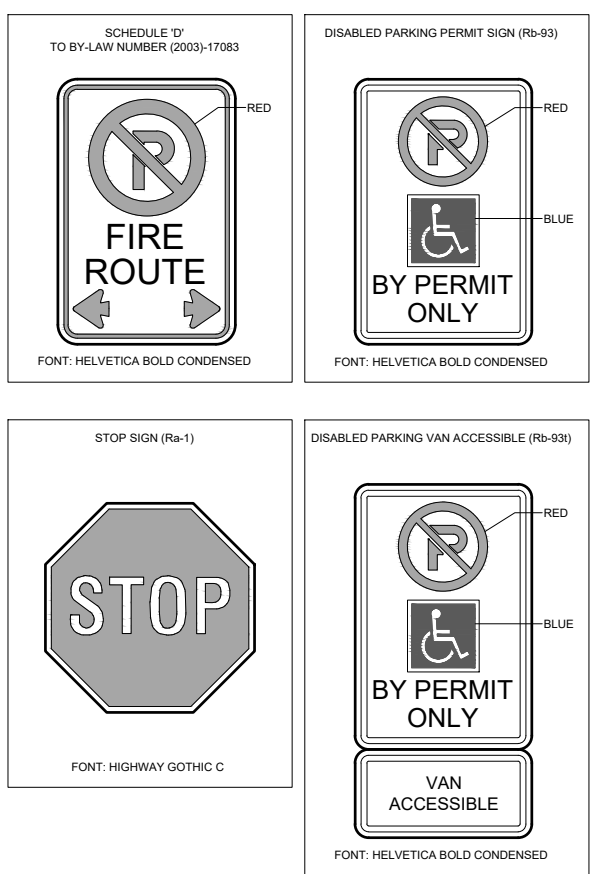 SCHEDULE 'D'
TO BY-LAW NUMBER (2003)-17083
RED
P
FIRE
ROUTE
FONT: HELVETICA BOLD CONDENSED
DISABLED PARKING PERMIT SIGN (Rb-93)
RED
P
BLUE
BY PERMIT
ONLY
FONT: HELVETICA BOLD CONDENSED
STOP SIGN (Ra-1)
STOP
FONT: HIGHWAY GOTHIC C
DISABLED PARKING VAN ACCESSIBLE (Rb-93t)
RED
P
BLUE
BY PERMIT
ONLY
VAN
ACCESSIBLE
FONT: HELVETICA BOLD CONDENSED